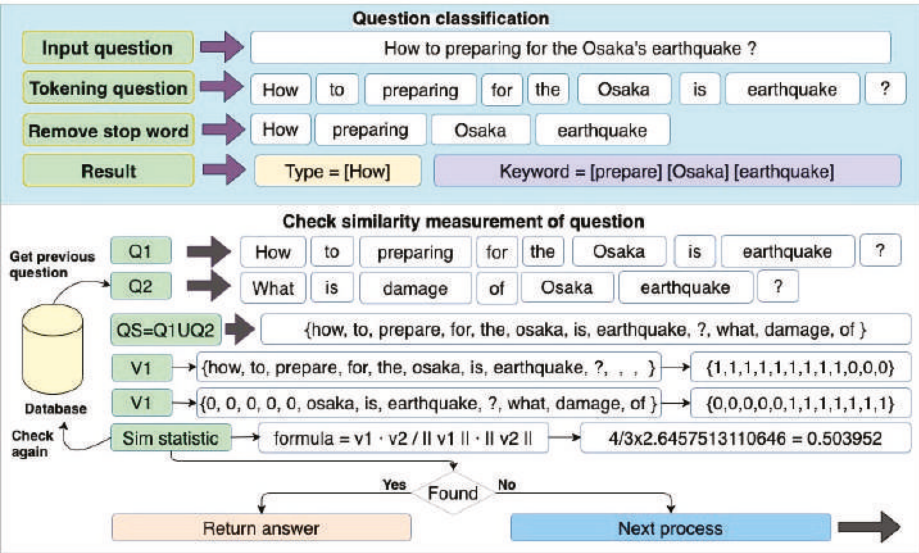 Question classification
Input question How to preparing for the Osaka's earthquake ?
Tokening question How to preparing for the Osaka is earthquake ?
Remove stop word How preparing Osaka earthquake
Result Type = [How] Keyword = [prepare] [Osaka] [earthquake]
Check similarity measurement of question
Get previous
question
Q1 How to preparing for the Osaka is earthquake ?
Q2 What is damage of Osaka earthquake ?
QS=Q1UQ2 {how, to, prepare, for, the, osaka, is, earthquake, ?, what, damage, of }
V1 {how, to, prepare, for, the, osaka, is, earthquake, ?, , , } {1,1,1,1,1,1,1,1,1,0,0,0}
Database
V1 {0, 0, 0, 0, 0, osaka, is, earthquake, ?, what, damage, of } {0,0,0,0,0,1,1,1,1,1,1,1}
Check
again
Sim statistic formula = v1 · v2 / || v1 || · || v2 || 4/3x2.6457513110646 = 0.503952
Yes Found No
Return answer Next process